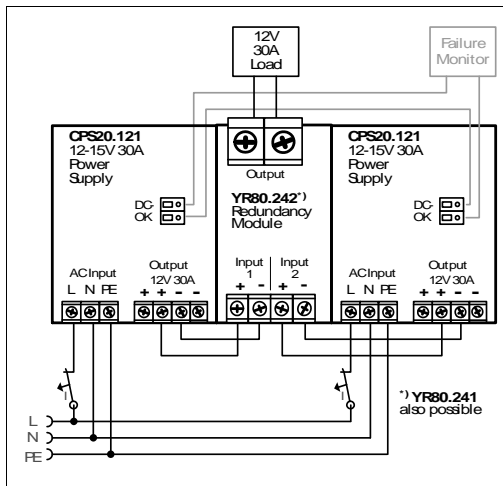 12V
30A
Load
Failure
Monitor
CPS20.121
12-15V 30A
Power
Supply
DC-
OK
AC Input
L N PE
Output
12V 30A
+ + - -
Output
YR80.242*)
Redundancy
Module
Input
1
Input
2
+ - + -
CPS20.121
12-15V 30A
Power
Supply
DC-
OK
AC Input
L N PE
Output
12V 30A
+ + - -
I
I
*) YR80.241
also possible
L
N
PE